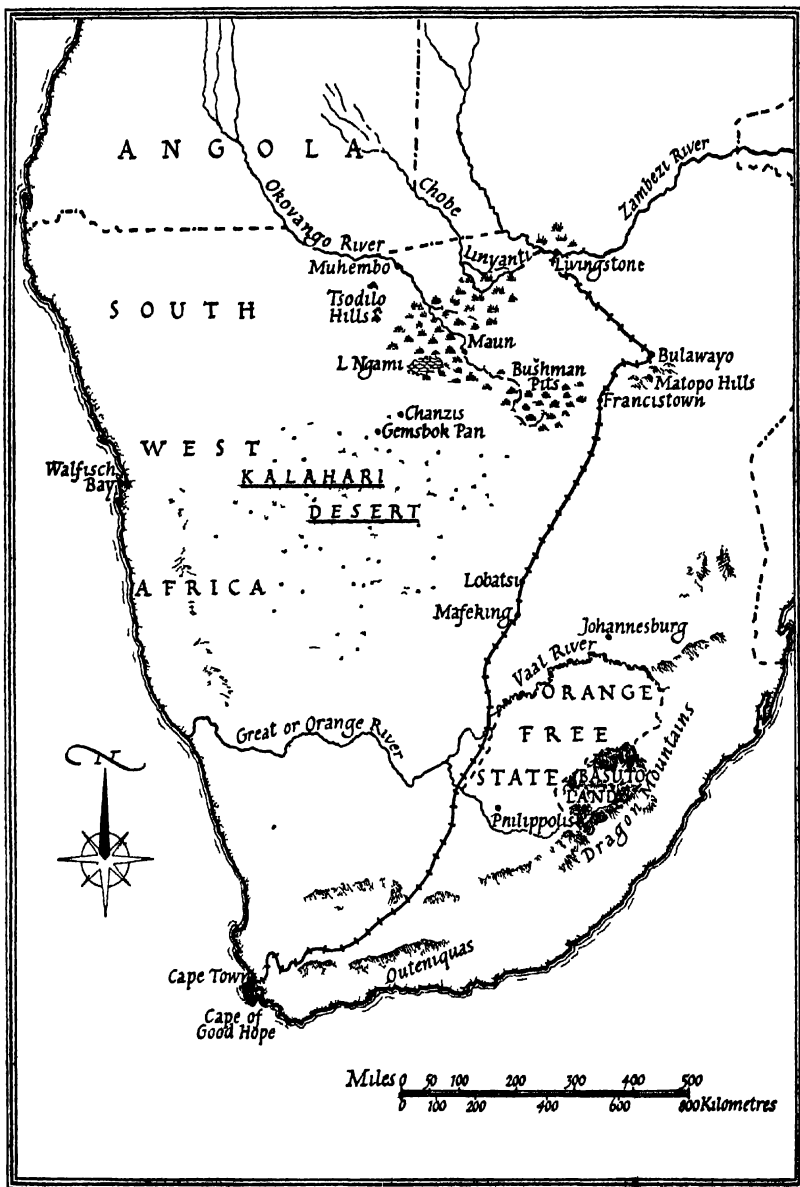 ANGOLA
Okovango River
Chobe
Zambezi River
Linyanti
Livingstone
Muhembo
Tsodilo
Hills
SOUTH
Maun
L Ngami
Bushman
Pits
Bulawayo
Matopo Hills
Francistown
Chanzis
Gemsbok Pan
WEST
Walfisch
Bay
KALAHARI
DESERT
AFRICA
Lobatsi
Mafeking
Johannesburg
Vaal River
ORANGE
FREE
STATE
BASUTO
LAND
Great or Orange River
Philippolis
Dragon Mountains
Outeniquas
Cape Town
Cape of
Good Hope
Miles 0 50 100 200 300 400 500
0 100 200 400 600 800 Kilometres